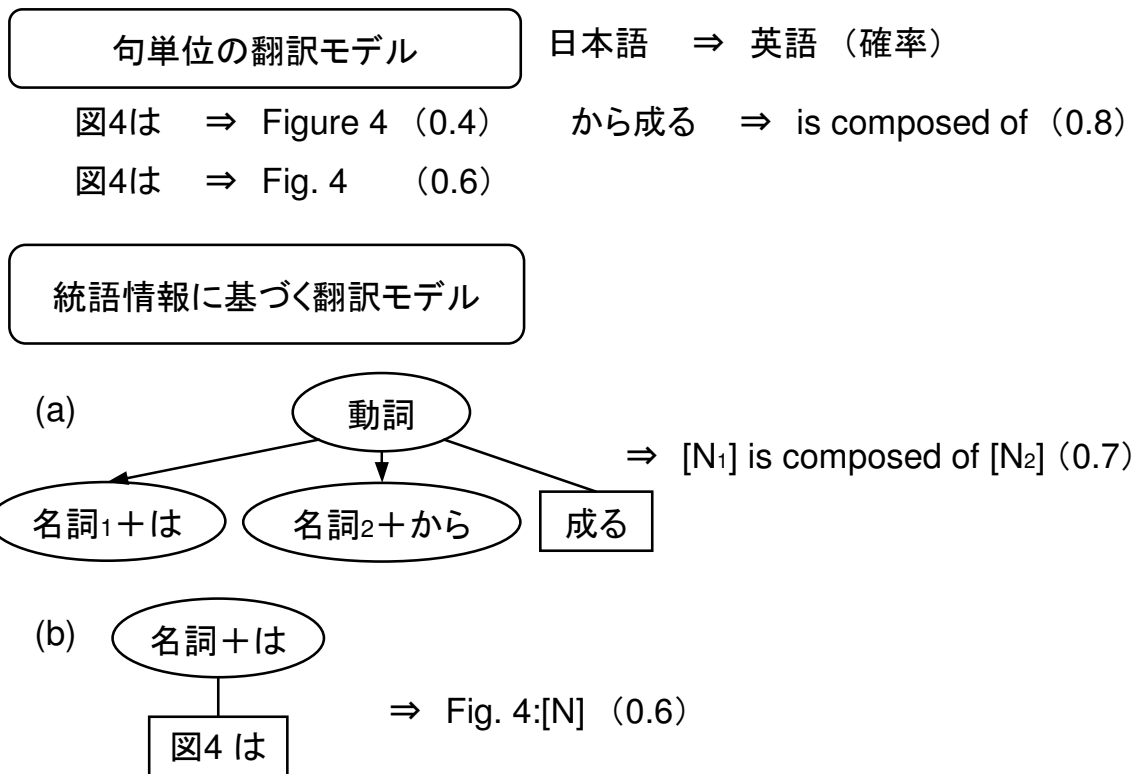 句単位の翻訳モデル 日本語 ⇒ 英語 （確率）
図4は ⇒ Figure 4 （0.4） から成る ⇒ is composed of （0.8）
図4は ⇒ Fig. 4 （0.6）
統語情報に基づく翻訳モデル
(a) 動詞
⇒ [N1] is composed of [N2] （0.7）
名詞1＋は 名詞2＋から 成る
(b) 名詞＋は
⇒ Fig. 4:[N] （0.6）
図4 は